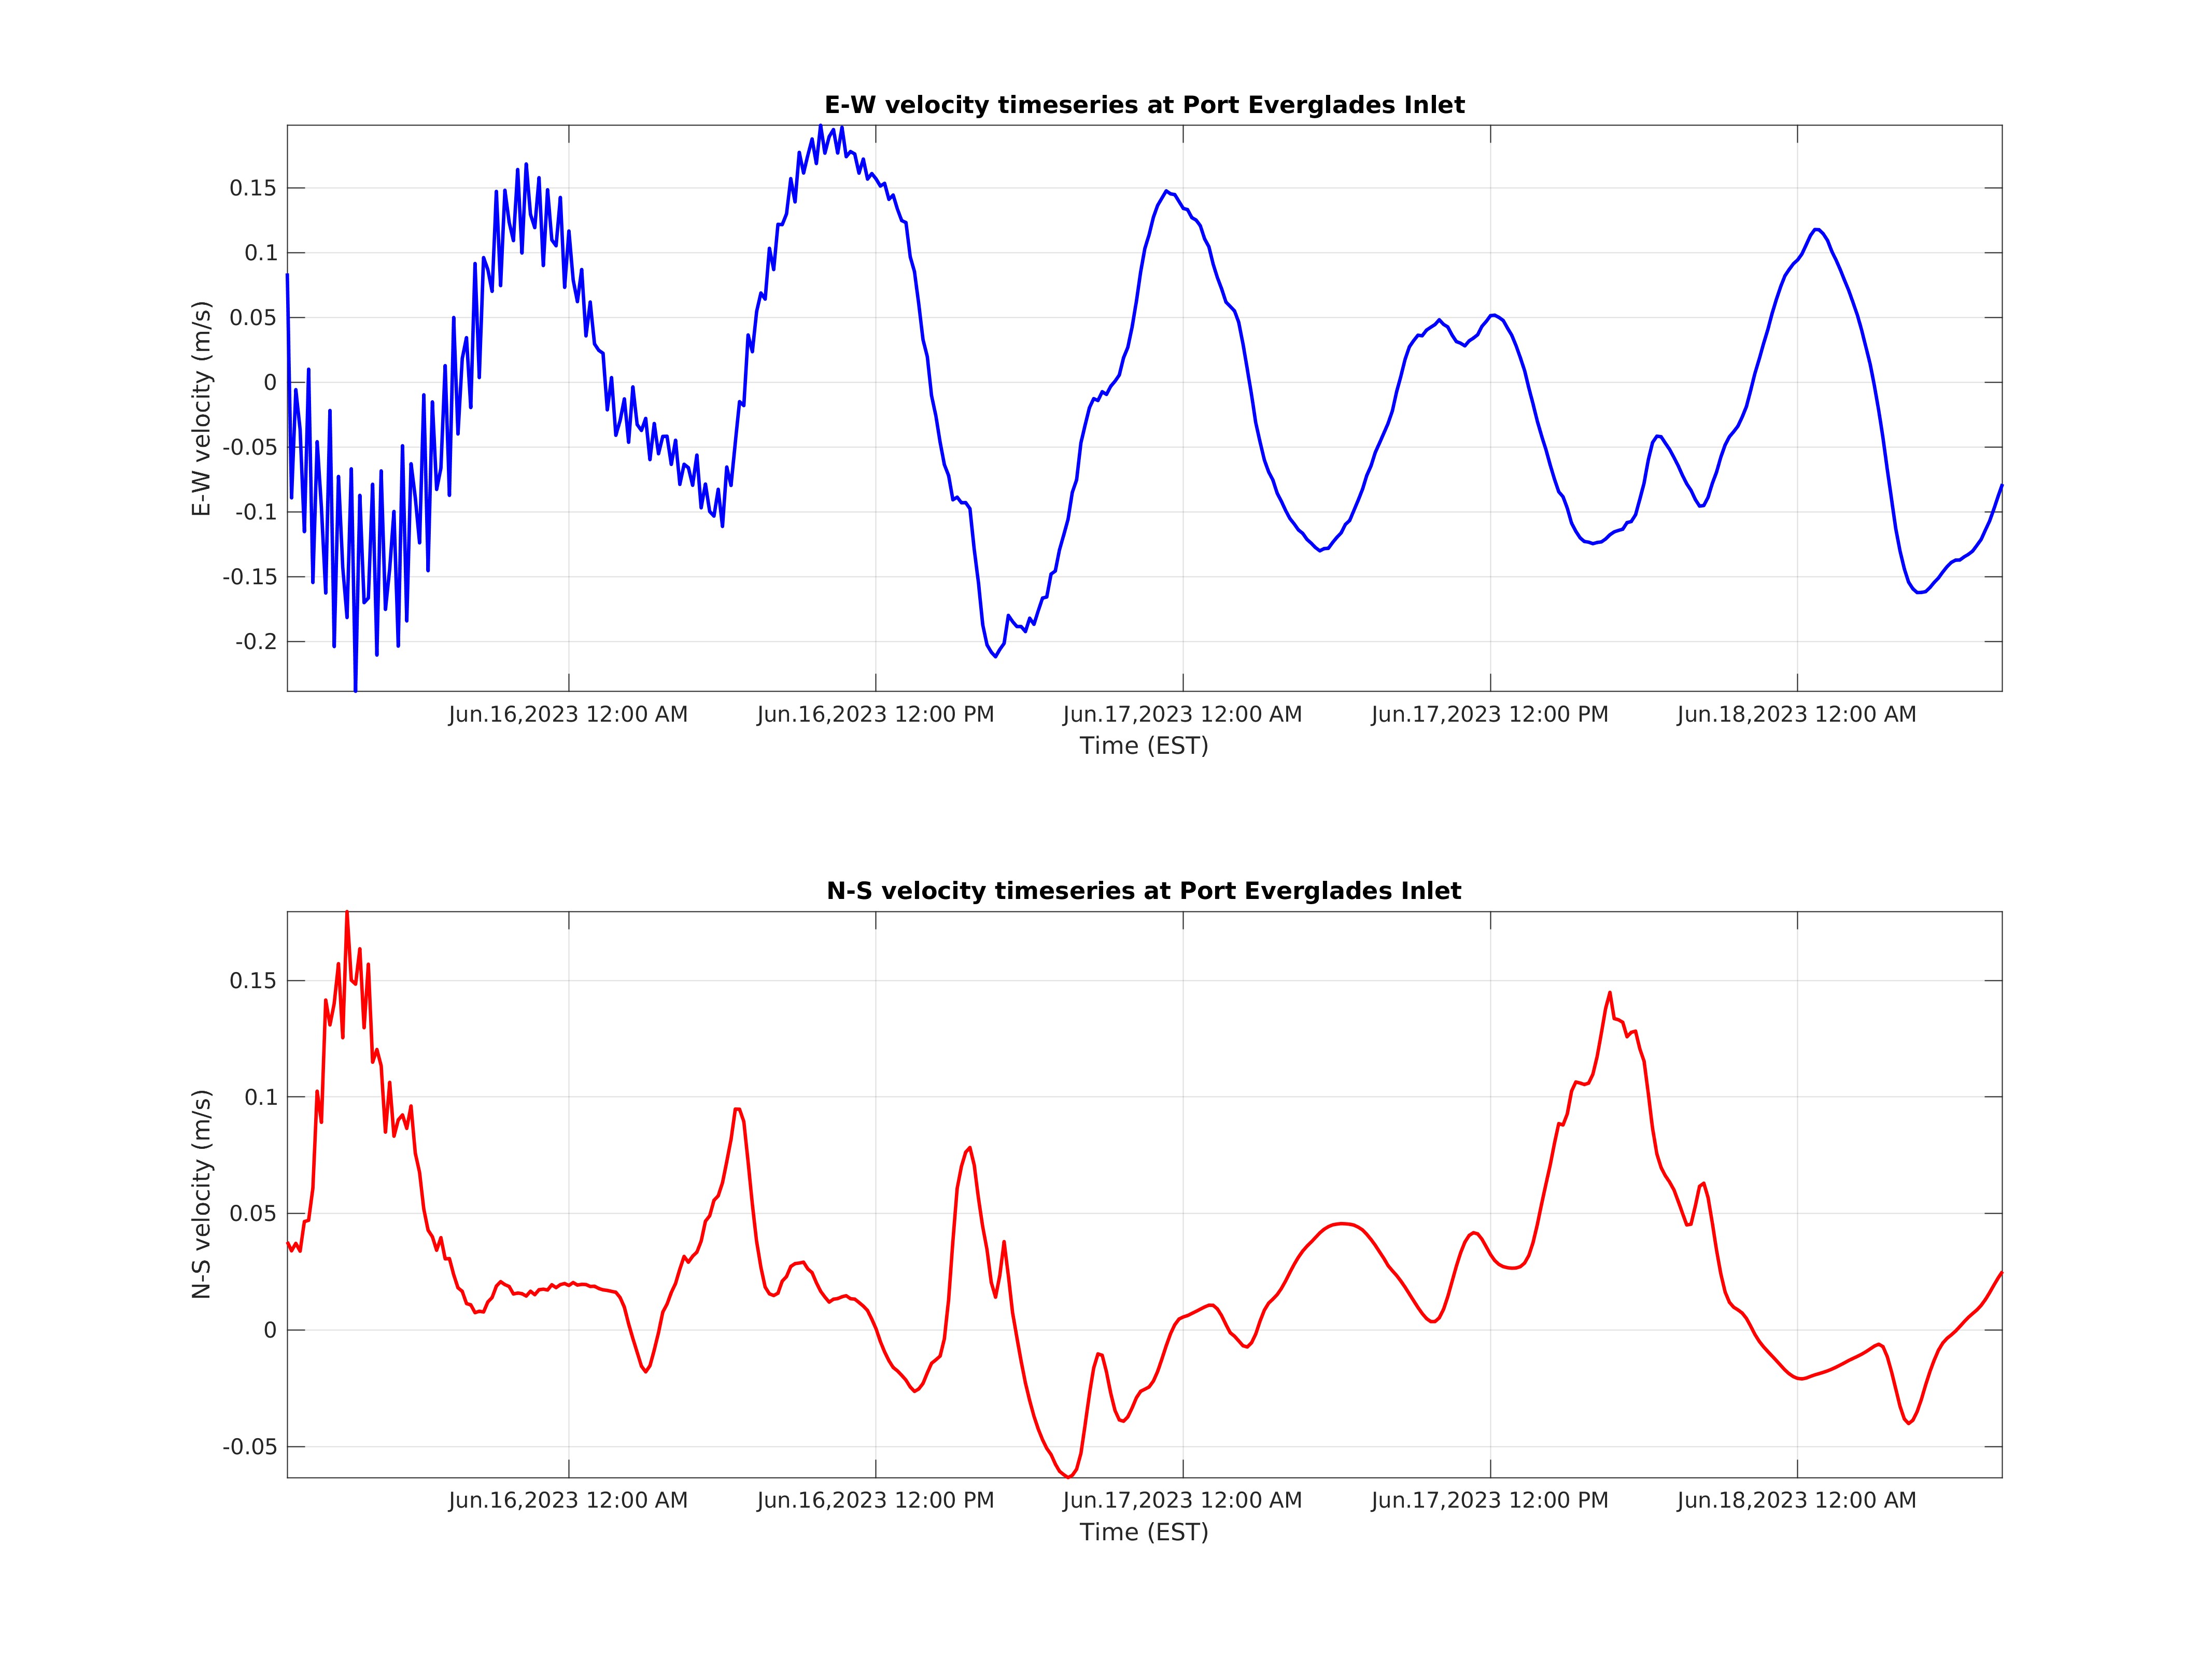 E-W velocity timeseries at Port Everglades Inlet
E-W velocity (m/s)
0.15
0.1
0.05
0
-0.05
-0.1
-0.15
-0.2
Jun.16,2023 12:00 AM
Jun.16,2023 12:00 PM
Jun.17,2023 12:00 AM
Jun.17,2023 12:00 PM
Jun.18,2023 12:00 AM
Time (EST)
N-S velocity timeseries at Port Everglades Inlet
N-S velocity (m/s)
0.15
0.1
0.05
0
-0.05
Jun.16,2023 12:00 AM
Jun.16,2023 12:00 PM
Jun.17,2023 12:00 AM
Jun.17,2023 12:00 PM
Jun.18,2023 12:00 AM
Time (EST)